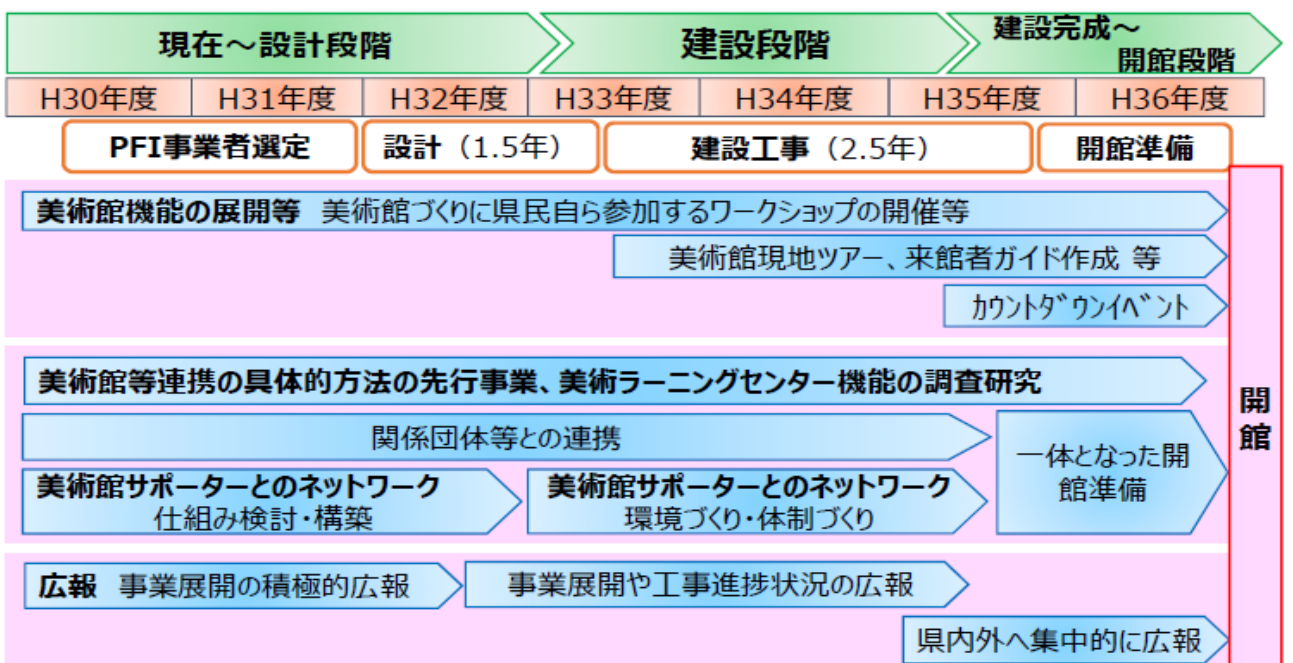 現在～設計段階
建設段階
建設完成～
開館段階
H30年度 H31年度 H32年度 H33年度 H34年度 H35年度 H36年度
PFI事業者選定 設計（1.5年） 建設工事（2.5年） 開館準備
美術館機能の展開等 美術館づくりに県民自ら参加するワークショップの開催等
美術館現地ツアー、来館者ガイド作成 等
ｶｳﾝﾄﾀﾞｳﾝｲﾍﾞﾝﾄ
美術館等連携の具体的方法の先行事業、美術ラーニングセンター機能の調査研究
関係団体等との連携
美術館サポーターとのネットワーク
仕組み検討・構築
美術館サポーターとのネットワーク
環境づくり・体制づくり
一体となった開
館準備
広報 事業展開の積極的広報
事業展開や工事進捗状況の広報
県内外へ集中的に広報
開
館